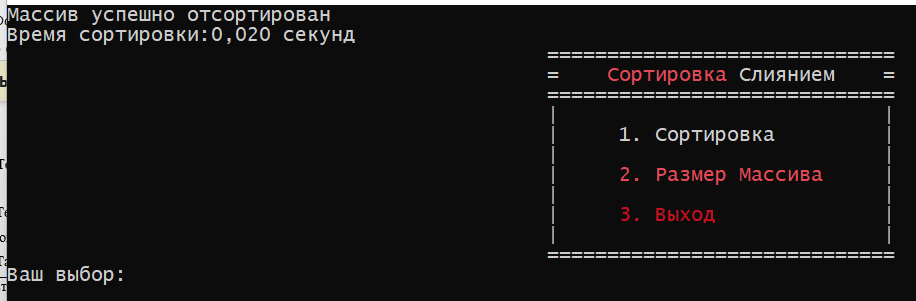 Массив успешно отсортирован
Время сортировки:0,020 секунд
=============================
= Сортировка Слиянием =
=============================
| |
| 1. Сортировка |
| |
| 2. Размер Массива |
| |
| 3. Выход |
| |
=============================
Ваш выбор: